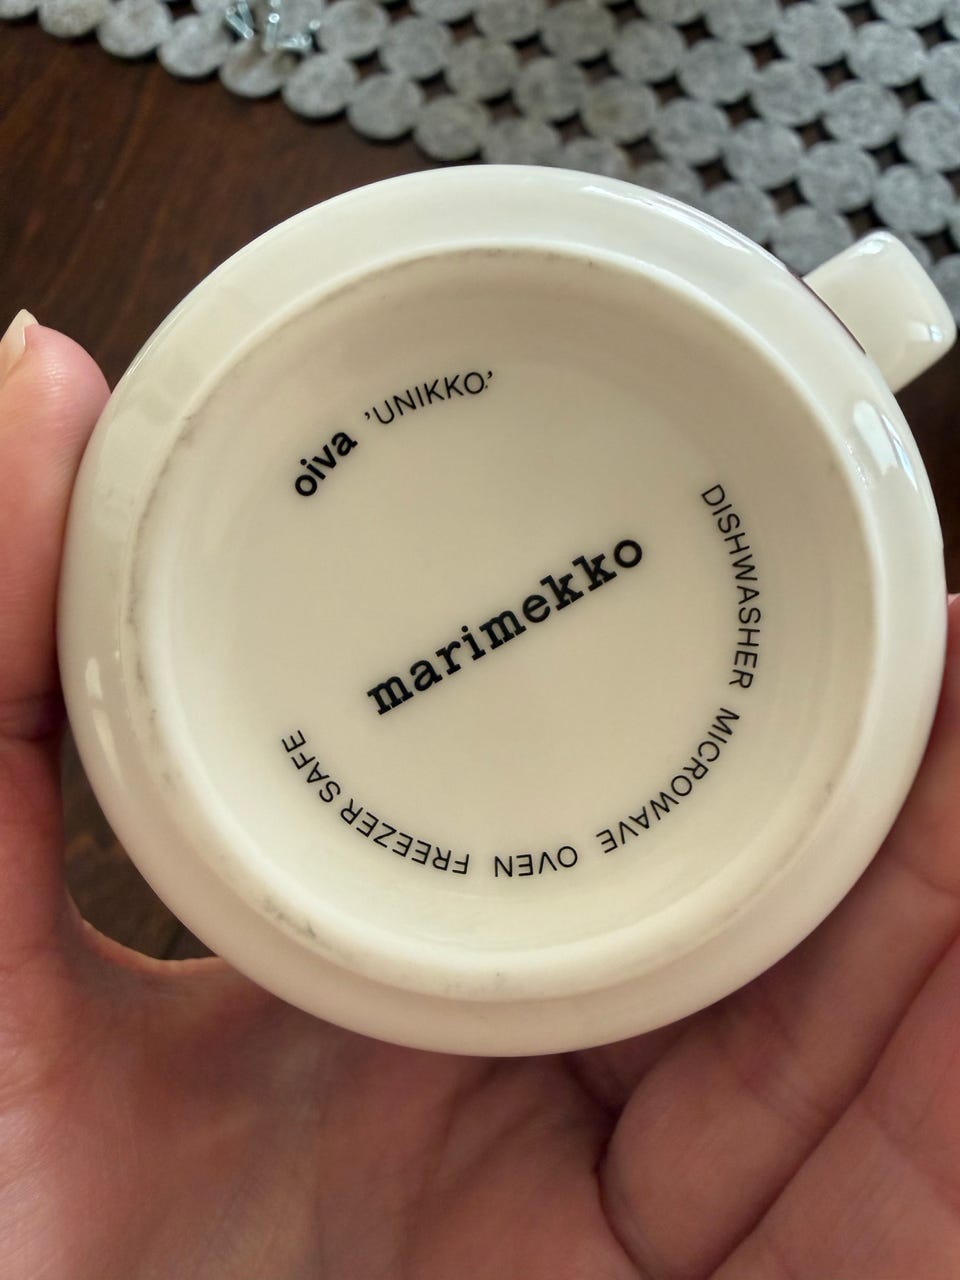 oiva 'UNIKKO'
marimekko
DISHWASHER MICROWAVE OVEN FREEZER SAFE